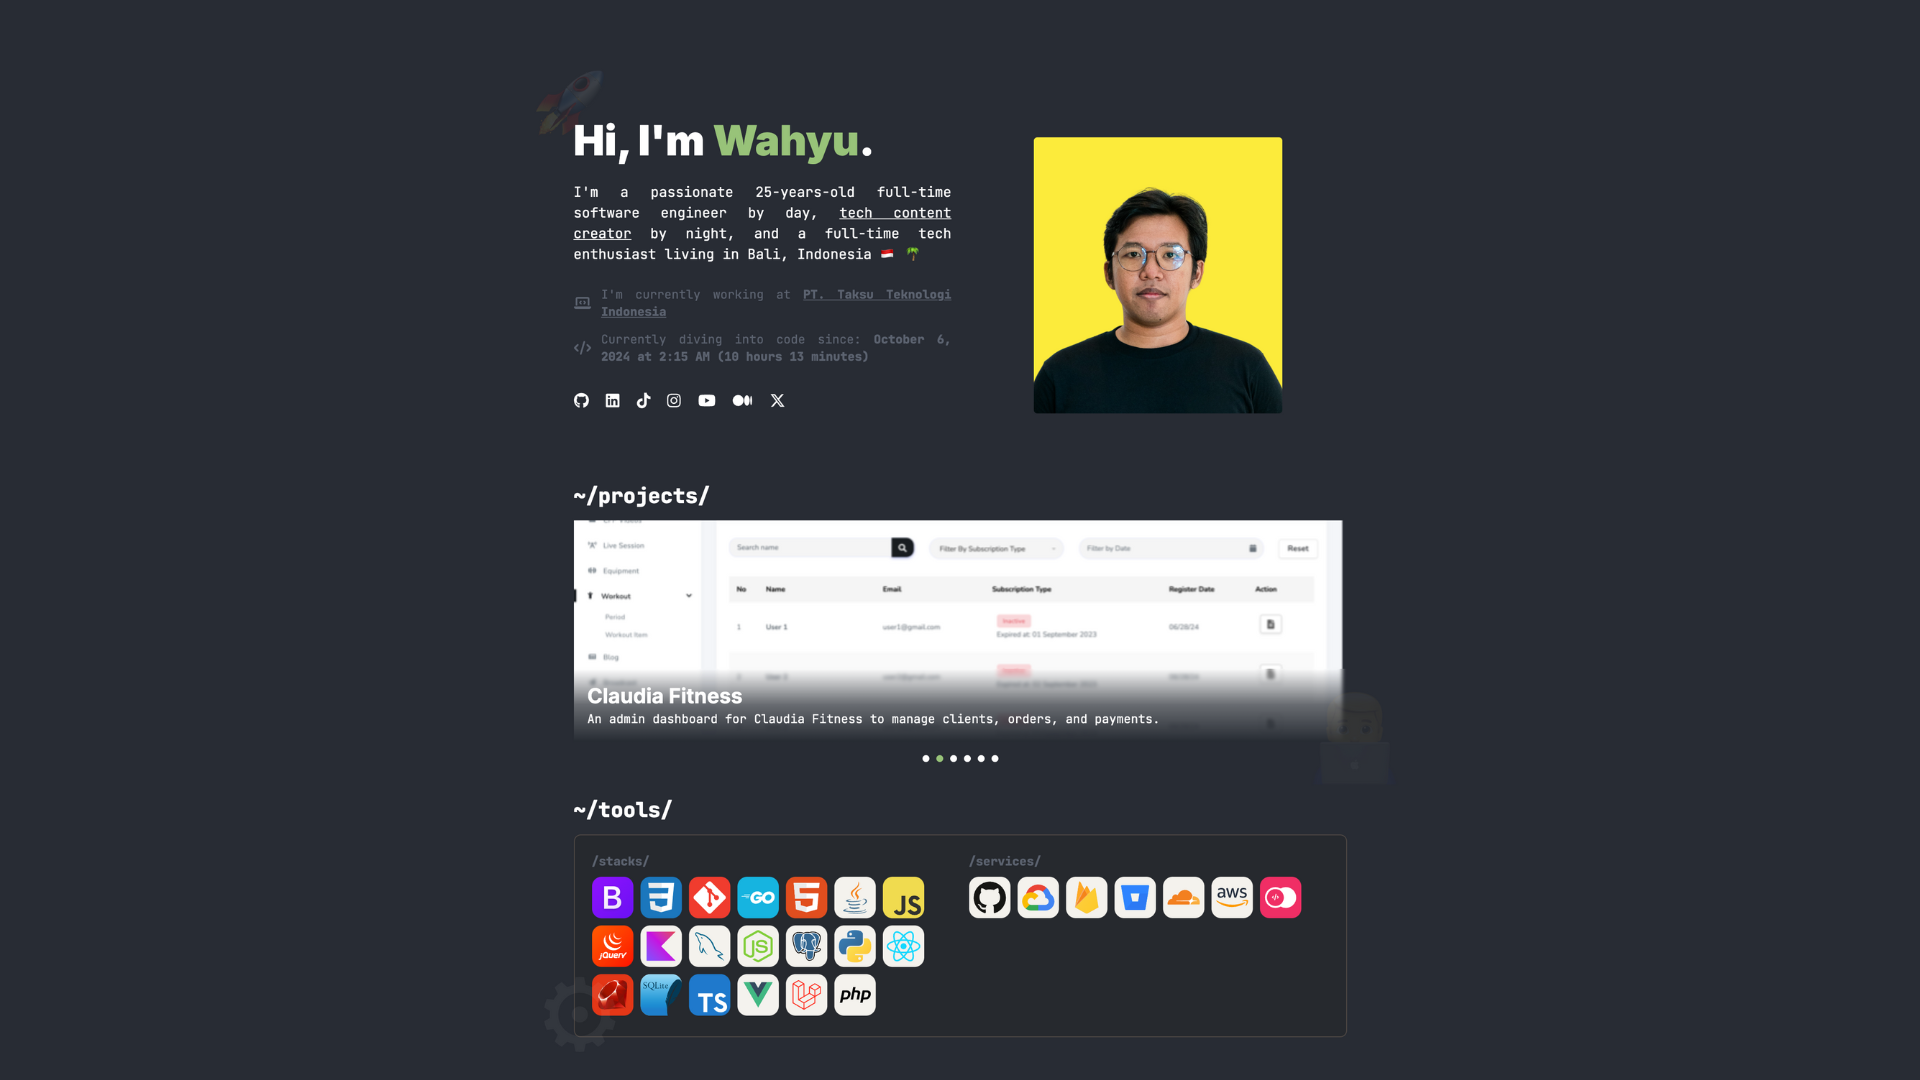 Hi, I'm Wahyu.
I'm a passionate 25-years-old full-time
software engineer by day, tech content
creator by night, and a full-time tech
enthusiast living in Bali, Indonesia 🇮🇩 🌴
I'm currently working at PT. Taksu Teknologi
Indonesia
Currently diving into code since: October 6,
2024 at 2:15 AM (10 hours 13 minutes)
~/projects/
Live Session
Equipment
Workout
Period
Workout Item
Blog
Search name
Filter By Subscription Type
Filter by Date
Reset
No Name Email Subscription Type Register Date Action
1 User 1 user1@gmail.com Inactive 06/28/24
Expired at: 01 September 2023
Claudia Fitness
An admin dashboard for Claudia Fitness to manage clients, orders, and payments.
~/tools/
/stacks/
B 3 GO 5 JS
jQuery JS
SQLite TS php
/services/
aws